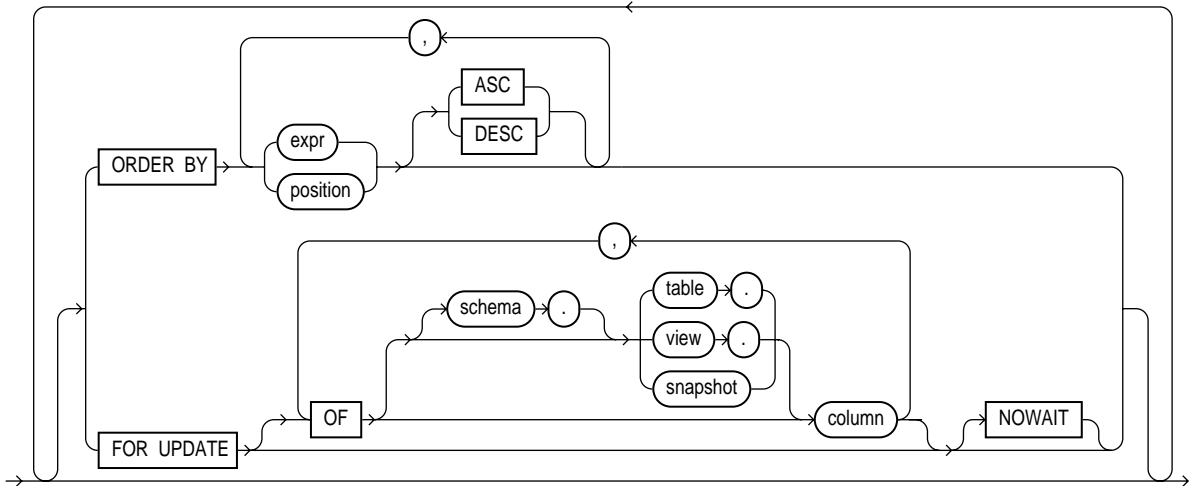 ,
ASC
DESC
expr
ORDER BY
position
,
table .
schema .
view .
snapshot
OF
column
NOWAIT
FOR UPDATE